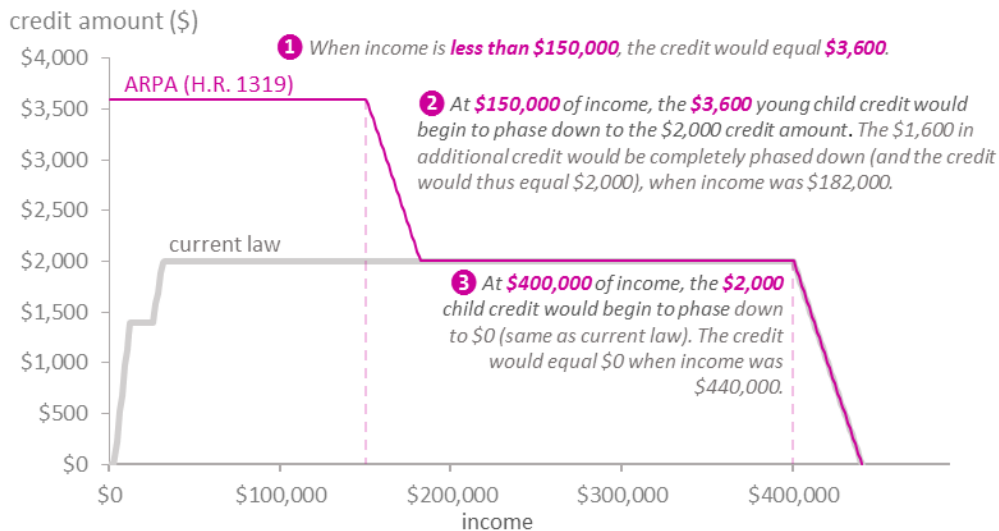 credit amount ($)
1 When income is less than $150,000, the credit would equal $3,600.
$4,000
ARPA (H.R. 1319)
$3,500
2 At $150,000 of income, the $3,600 young child credit would
begin to phase down to the $2,000 credit amount. The $1,600 in
additional credit would be completely phased down (and the credit
would thus equal $2,000), when income was $182,000.
$3,000
$2,500
current law
$2,000
3 At $400,000 of income, the $2,000
child credit would begin to phase down
to $0 (same as current law). The credit
would equal $0 when income was
$440,000.
$1,500
$1,000
$500
$0
$0 $100,000 $200,000 $300,000 $400,000
income